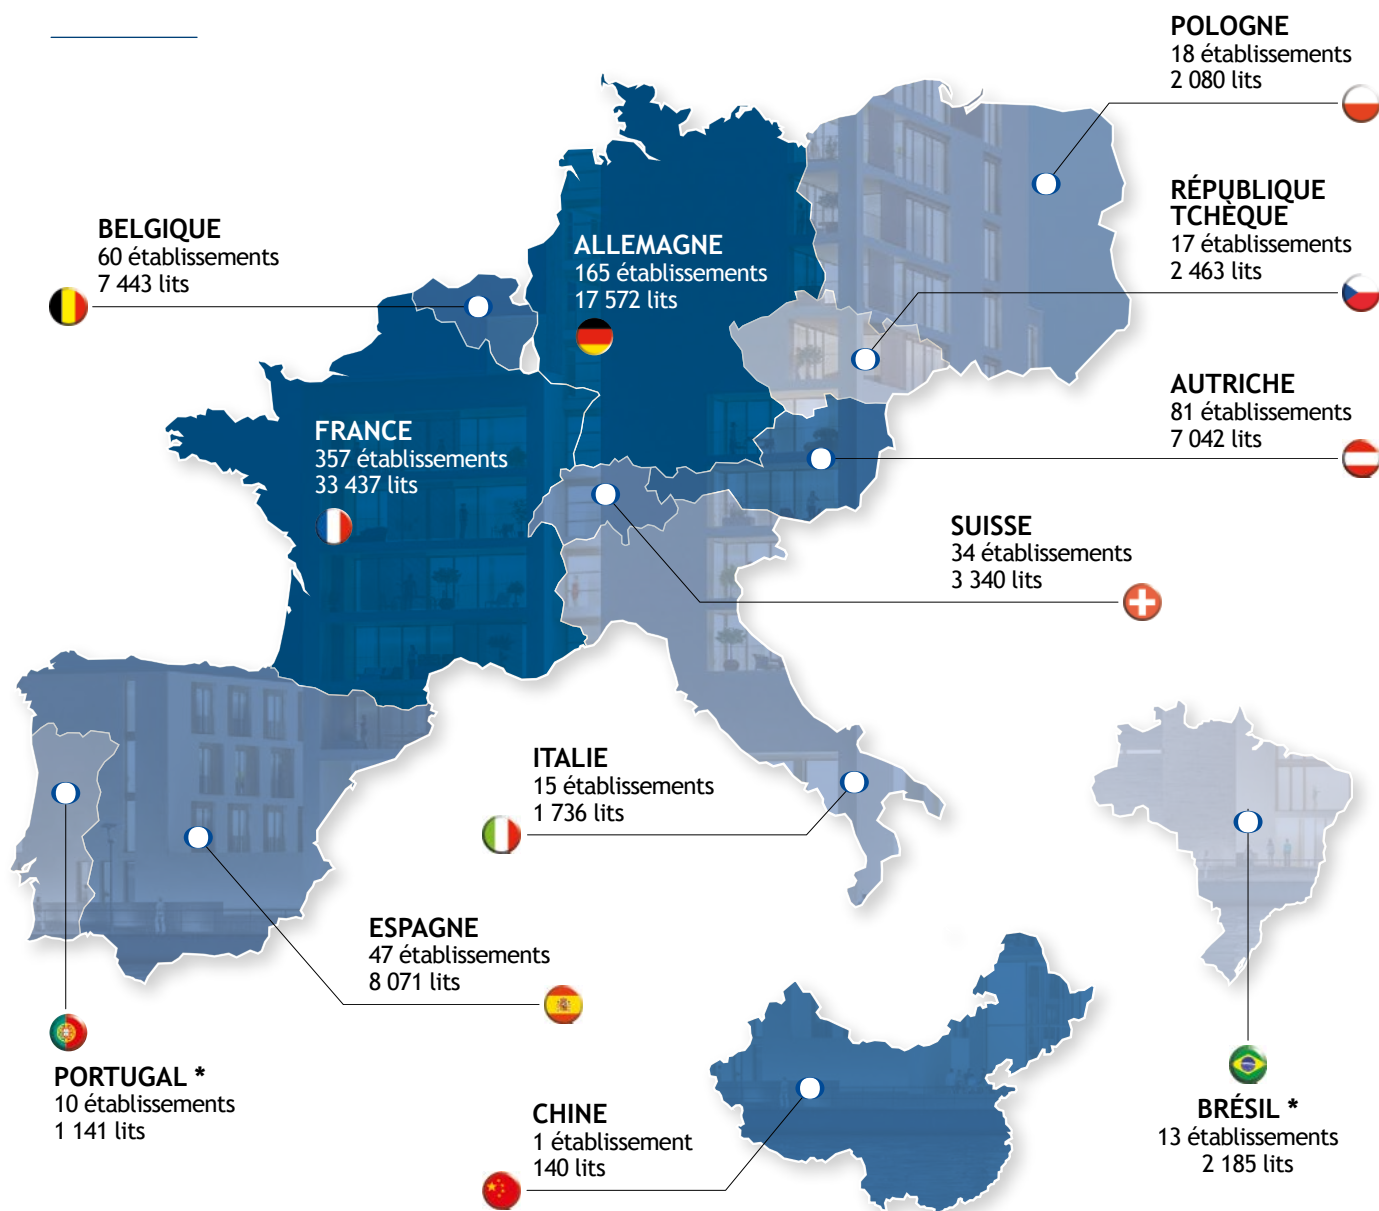 POLOGNE
18 établissements
2 080 lits
RÉPUBLIQUE
TCHÈQUE
17 établissements
2 463 lits
BELGIQUE
60 établissements
7 443 lits
ALLEMAGNE
165 établissements
17 572 lits
AUTRICHE
81 établissements
7 042 lits
FRANCE
357 établissements
33 437 lits
SUISSE
34 établissements
3 340 lits
ITALIE
15 établissements
1 736 lits
ESPAGNE
47 établissements
8 071 lits
PORTUGAL *
10 établissements
1 141 lits
CHINE
1 établissement
140 lits
BRÉSIL *
13 établissements
2 185 lits